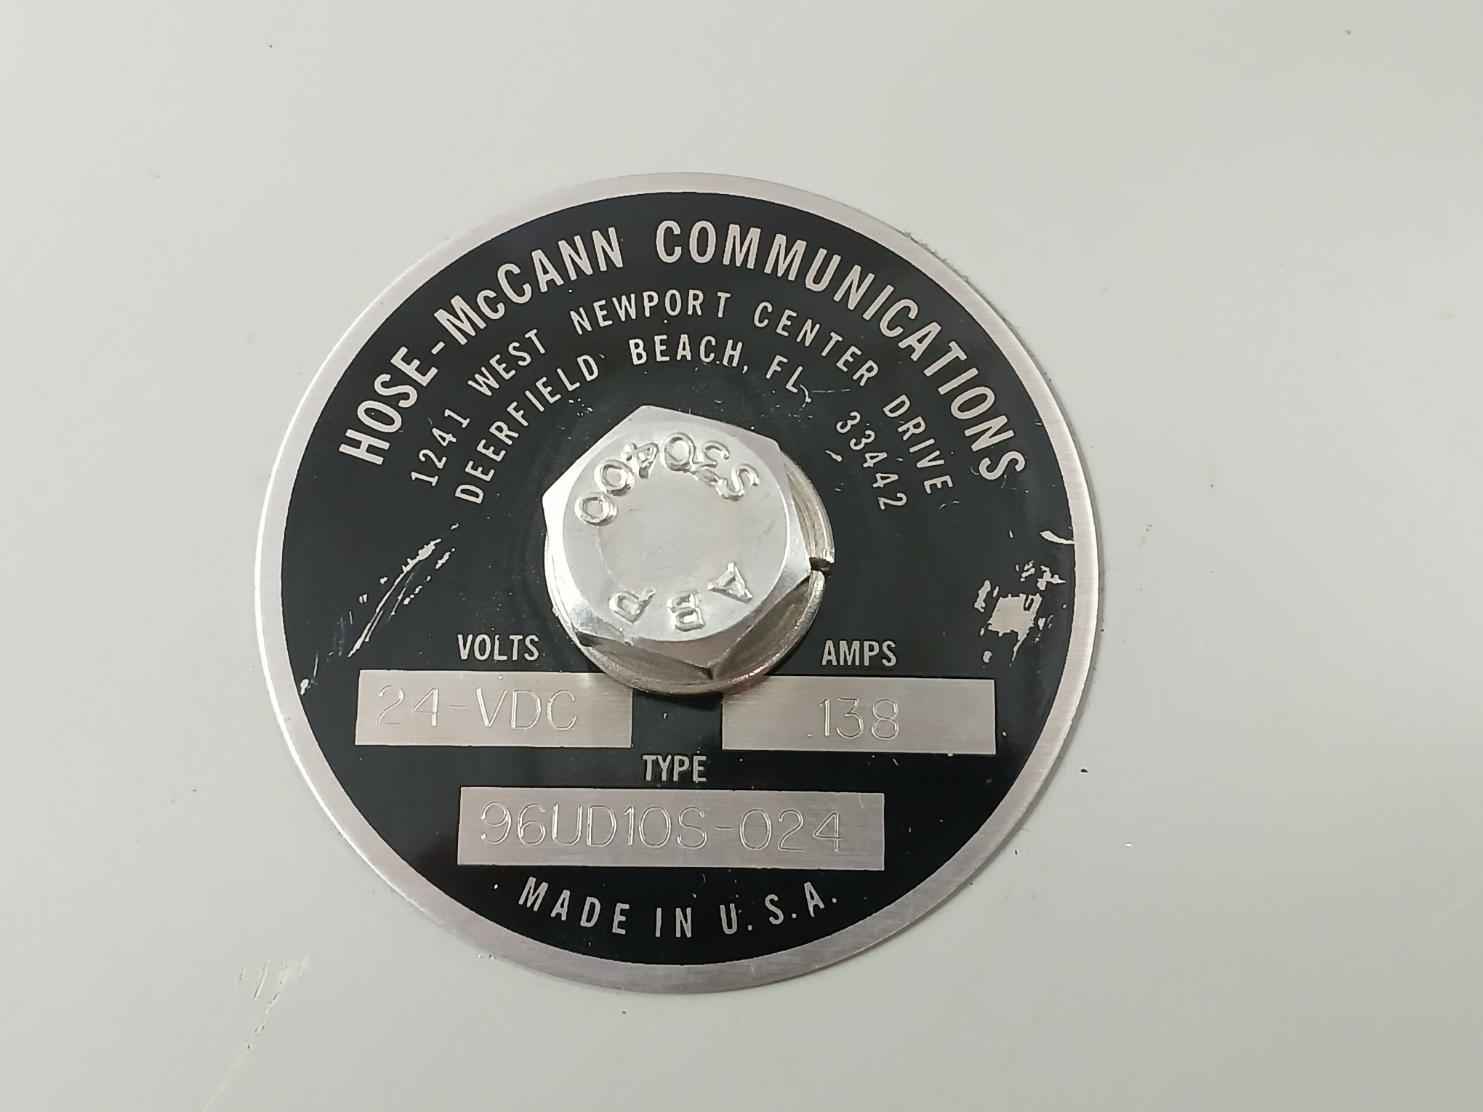 HOSE-McCANN COMMUNICATIONS
1241 WEST NEWPORT CENTER DRIVE
DEERFIELD BEACH, FL 33442
S30400
ABP
VOLTS
24-VDC
AMPS
.138
TYPE
96UD10S-024
MADE IN U.S.A.